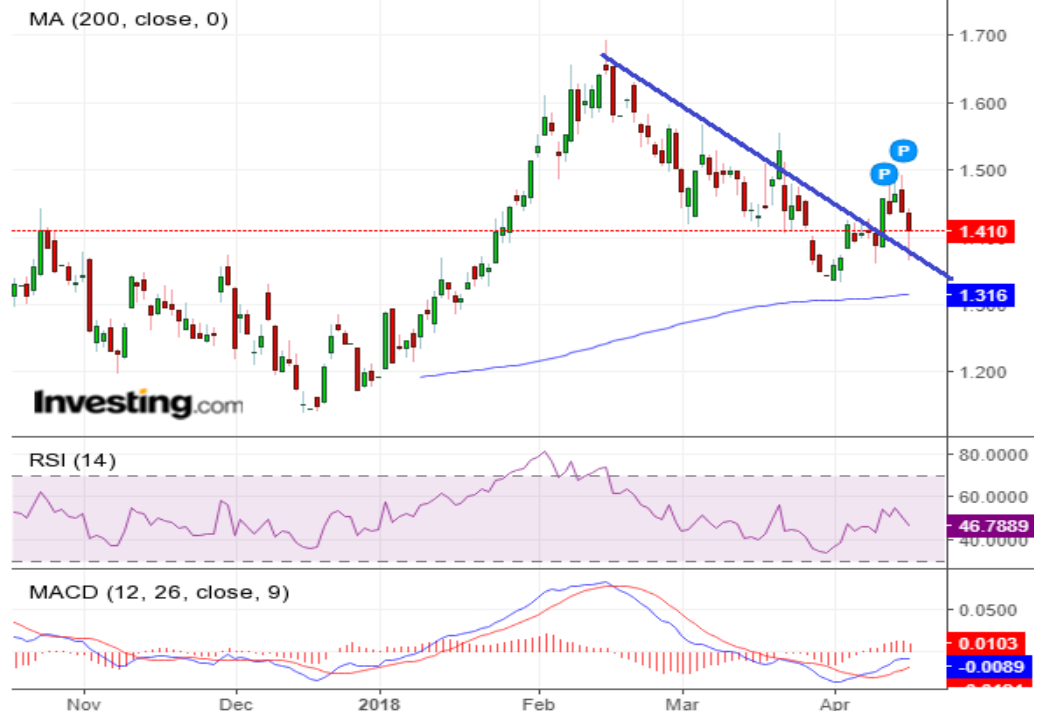 MA (200, close, 0)
1.700
1.600
P
P
1.500
1.410
1.316
1.200
Investing.com
RSI (14)
80.0000
60.0000
46.7889
40.0000
MACD (12, 26, close, 9)
0.0500
0.0103
-0.0089
Nov Dec 2018 Feb Mar Apr